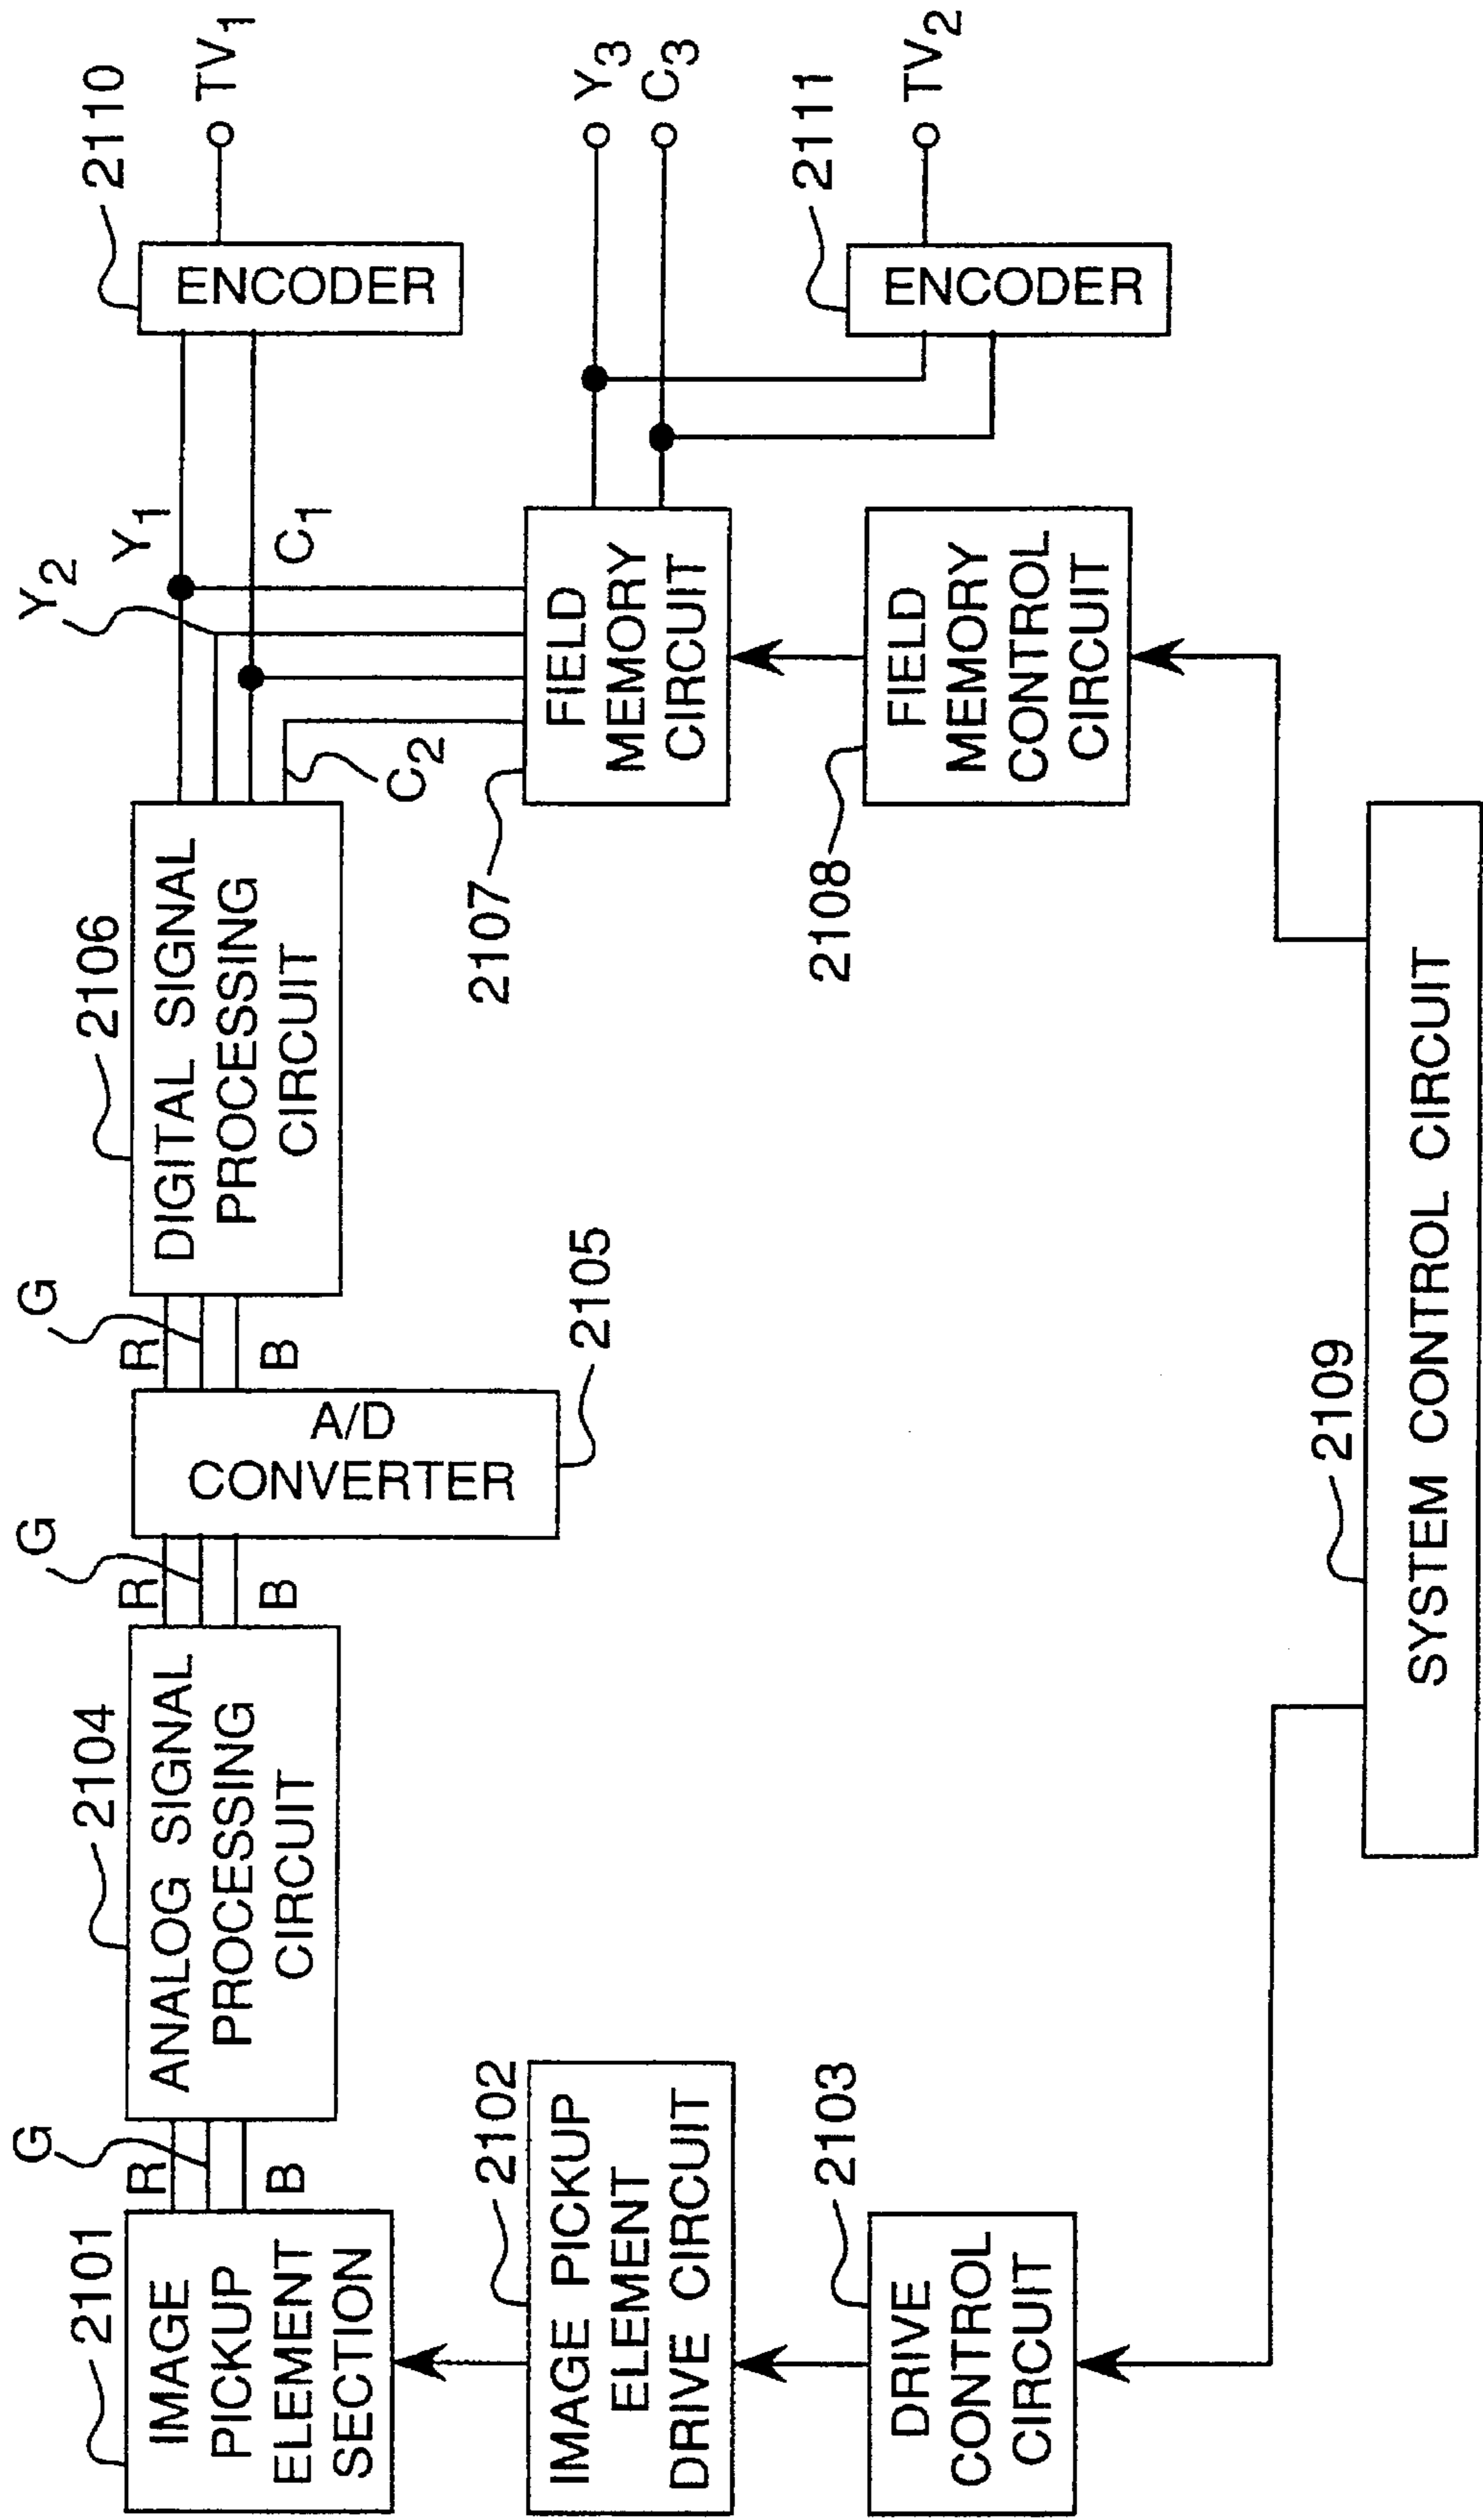 2101
IMAGE
PICKUP
ELEMENT
SECTION
R
G
B
2104
ANALOG SIGNAL
PROCESSING
CIRCUIT
R
G
B
A/D
CONVERTER
2105
R
G
B
2106
DIGITAL SIGNAL
PROCESSING
CIRCUIT
Y2
Y1
C1
C2
2110
ENCODER
TV1
2102
IMAGE PICKUP
ELEMENT
DRIVE CIRCUIT
2107
FIELD
MEMORY
CIRCUIT
Y3
C3
2103
DRIVE
CONTROL
CIRCUIT
2108
FIELD
MEMORY
CONTROL
CIRCUIT
2111
ENCODER
TV2
2109
SYSTEM CONTROL CIRCUIT